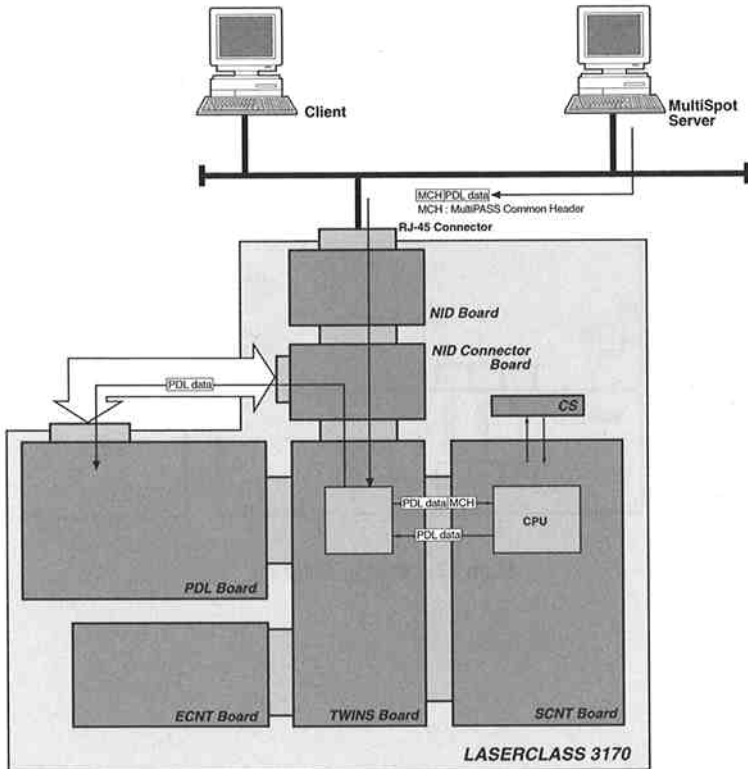 Client
MultiSpot
Server
MCH PDL data
MCH : MultiPASS Common Header
RJ-45 Connector
NID Board
NID Connector
Board
PDL data
CS
PDL data MCH
CPU
PDL data
PDL Board
ECNT Board
TWINS Board
SCNT Board
LASERCLASS 3170